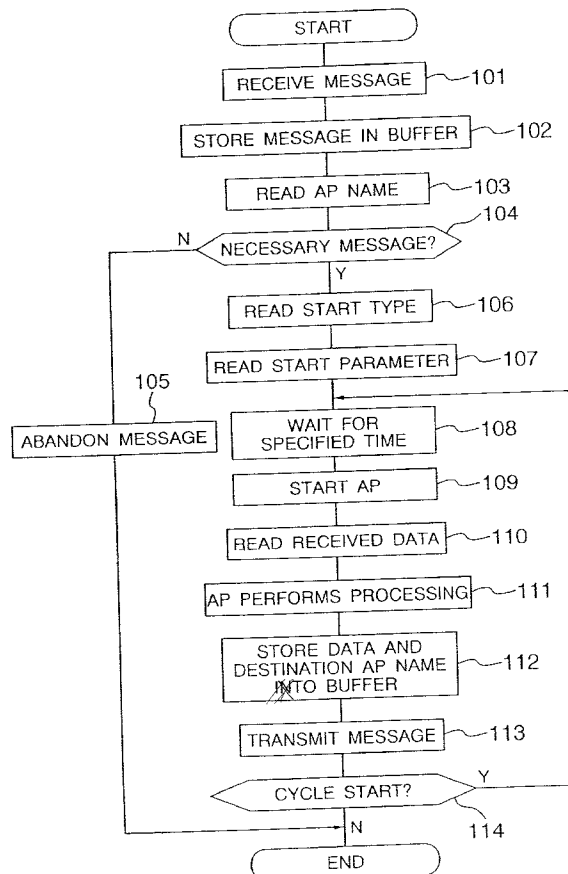 START
RECEIVE MESSAGE 101
STORE MESSAGE IN BUFFER 102
READ AP NAME 103
104
N NECESSARY MESSAGE?
Y
READ START TYPE 106
READ START PARAMETER 107
105
ABANDON MESSAGE
WAIT FOR
SPECIFIED TIME 108
START AP 109
READ RECEIVED DATA 110
AP PERFORMS PROCESSING 111
STORE DATA AND
DESTINATION AP NAME
INTO BUFFER 112
TRANSMIT MESSAGE 113
CYCLE START? Y
N 114
END